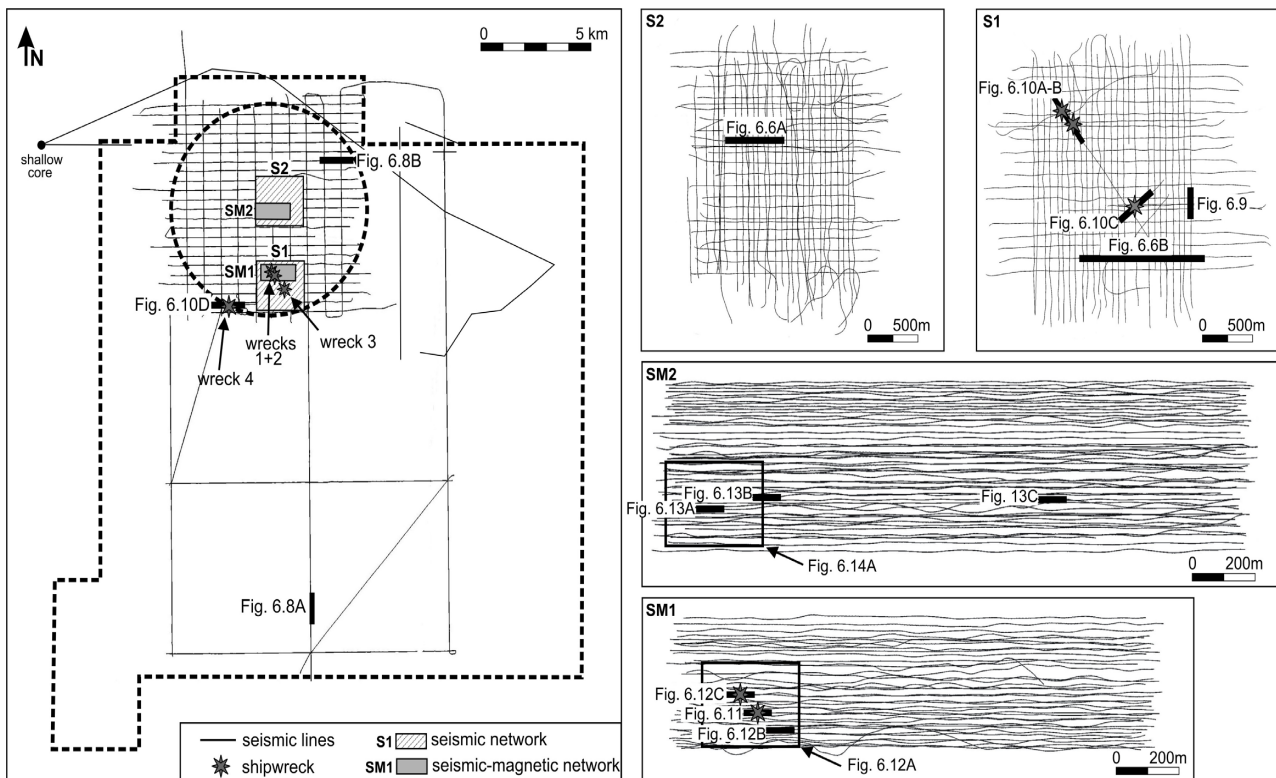 N
0 5 km
shallow
core
S2
Fig. 6.8B
SM2
S1
SM1
Fig. 6.10D
wrecks
1+2
wreck 3
wreck 4
Fig. 6.8A
seismic lines
S1 seismic network
shipwreck
SM1 seismic-magnetic network
S2
Fig. 6.6A
0 500m
S1
Fig. 6.10A-B
Fig. 6.10C
Fig. 6.9
Fig. 6.6B
0 500m
SM2
Fig. 6.13B
Fig. 13C
Fig. 6.13A
Fig. 6.14A
0 200m
SM1
Fig. 6.12C
Fig. 6.11
Fig. 6.12B
Fig. 6.12A
0 200m